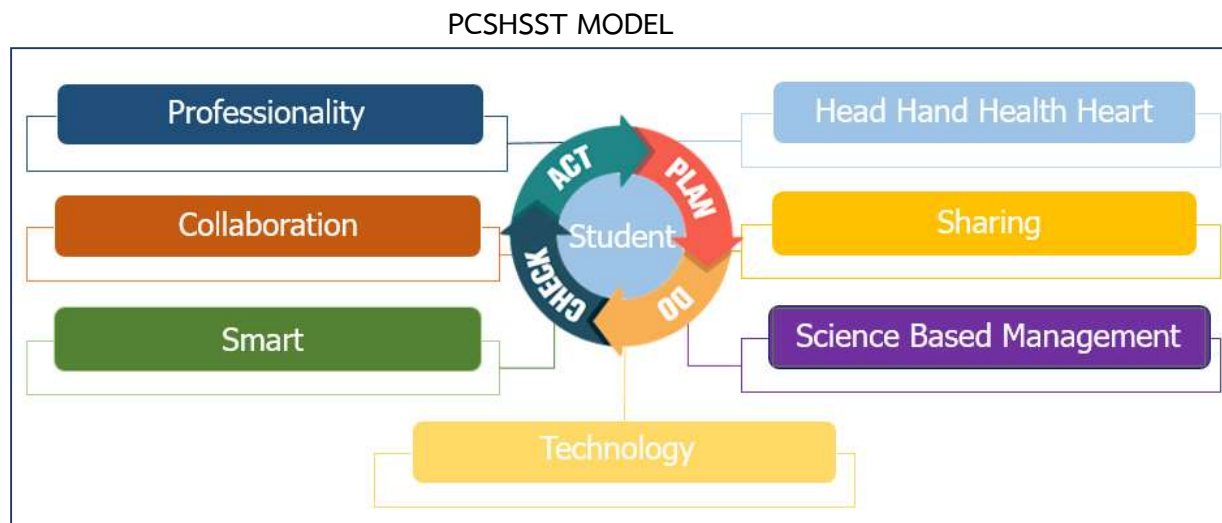 PCSHSST MODEL
Professionality
Head Hand Health Heart
Collaboration
Sharing
Smart
Science Based Management
Technology
ACT
PLAN
Student
CHECK
DO